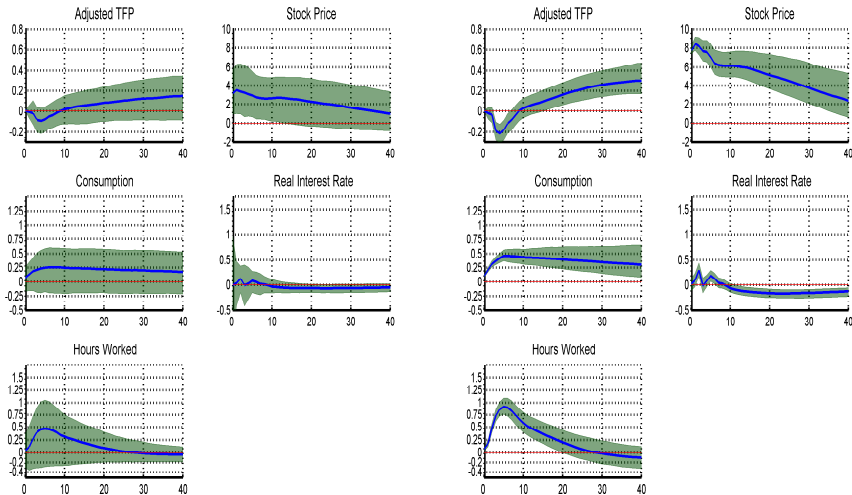 Adjusted TFP Stock Price Adjusted TFP Stock Price
0.8 10 0.8 10
0.6 8 0.6 8
0.4 6 0.4 6
0.2 4 0.2 4
0 2 0 2
-0.2 0 -0.2 0
-2 -2
0 10 20 30 40 0 10 20 30 40 0 10 20 30 40 0 10 20 30 40
Consumption Real Interest Rate Consumption Real Interest Rate
1.25 1.5 1.25 1.5
1 1 1 1
0.75 0.75
0.5 0.5 0.5 0.5
0.25 0.25
0 0 0 0
-0.25 -0.25
-0.5 -0.5 -0.5 -0.5
0 10 20 30 40 0 10 20 30 40 0 10 20 30 40 0 10 20 30 40
Hours Worked Hours Worked
1.5 1.5
1.25 1.25
1 1
0.75 0.75
0.5 0.5
0.25 0.25
0 0
-0.2 -0.2
-0.4 -0.4
0 10 20 30 40 0 10 20 30 40